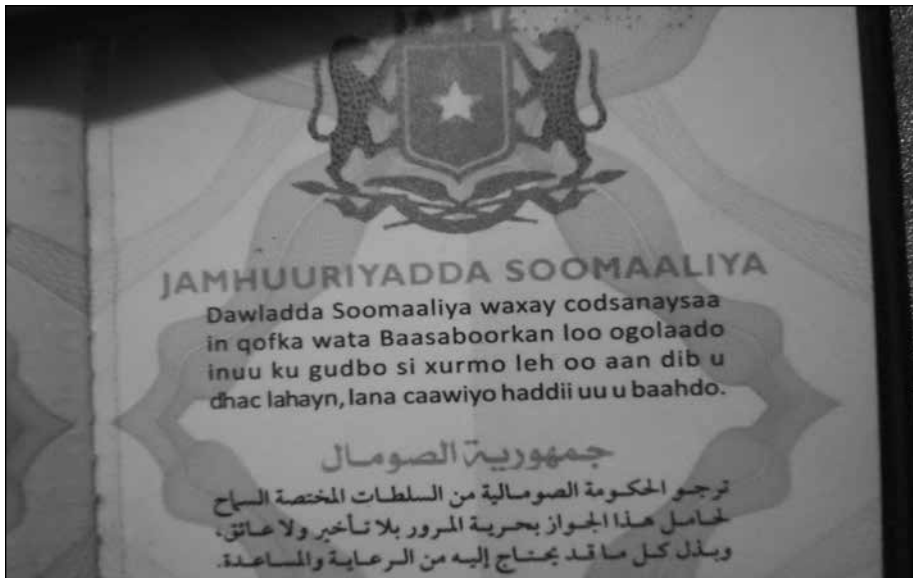 JAMHUURIYADDA SOOMAALIYA
Dawladda Soomaaliya waxay codsanaysaa
in qofka wata Baasaboorkan loo ogolaado
inuu ku gudbo si xurmo leh oo aan dib u
dhac lahayn, lana caawiyo haddii uu u baahdo.
جمهورية الصومال
ترجو الحكومة الصومالية من السلطات المختصة السماح
لحامل هذا الجواز بحرية المرور بلا تأخير ولا عائق،
وبذل كل ما قد يحتاج إليه من الرعاية والمساعدة.